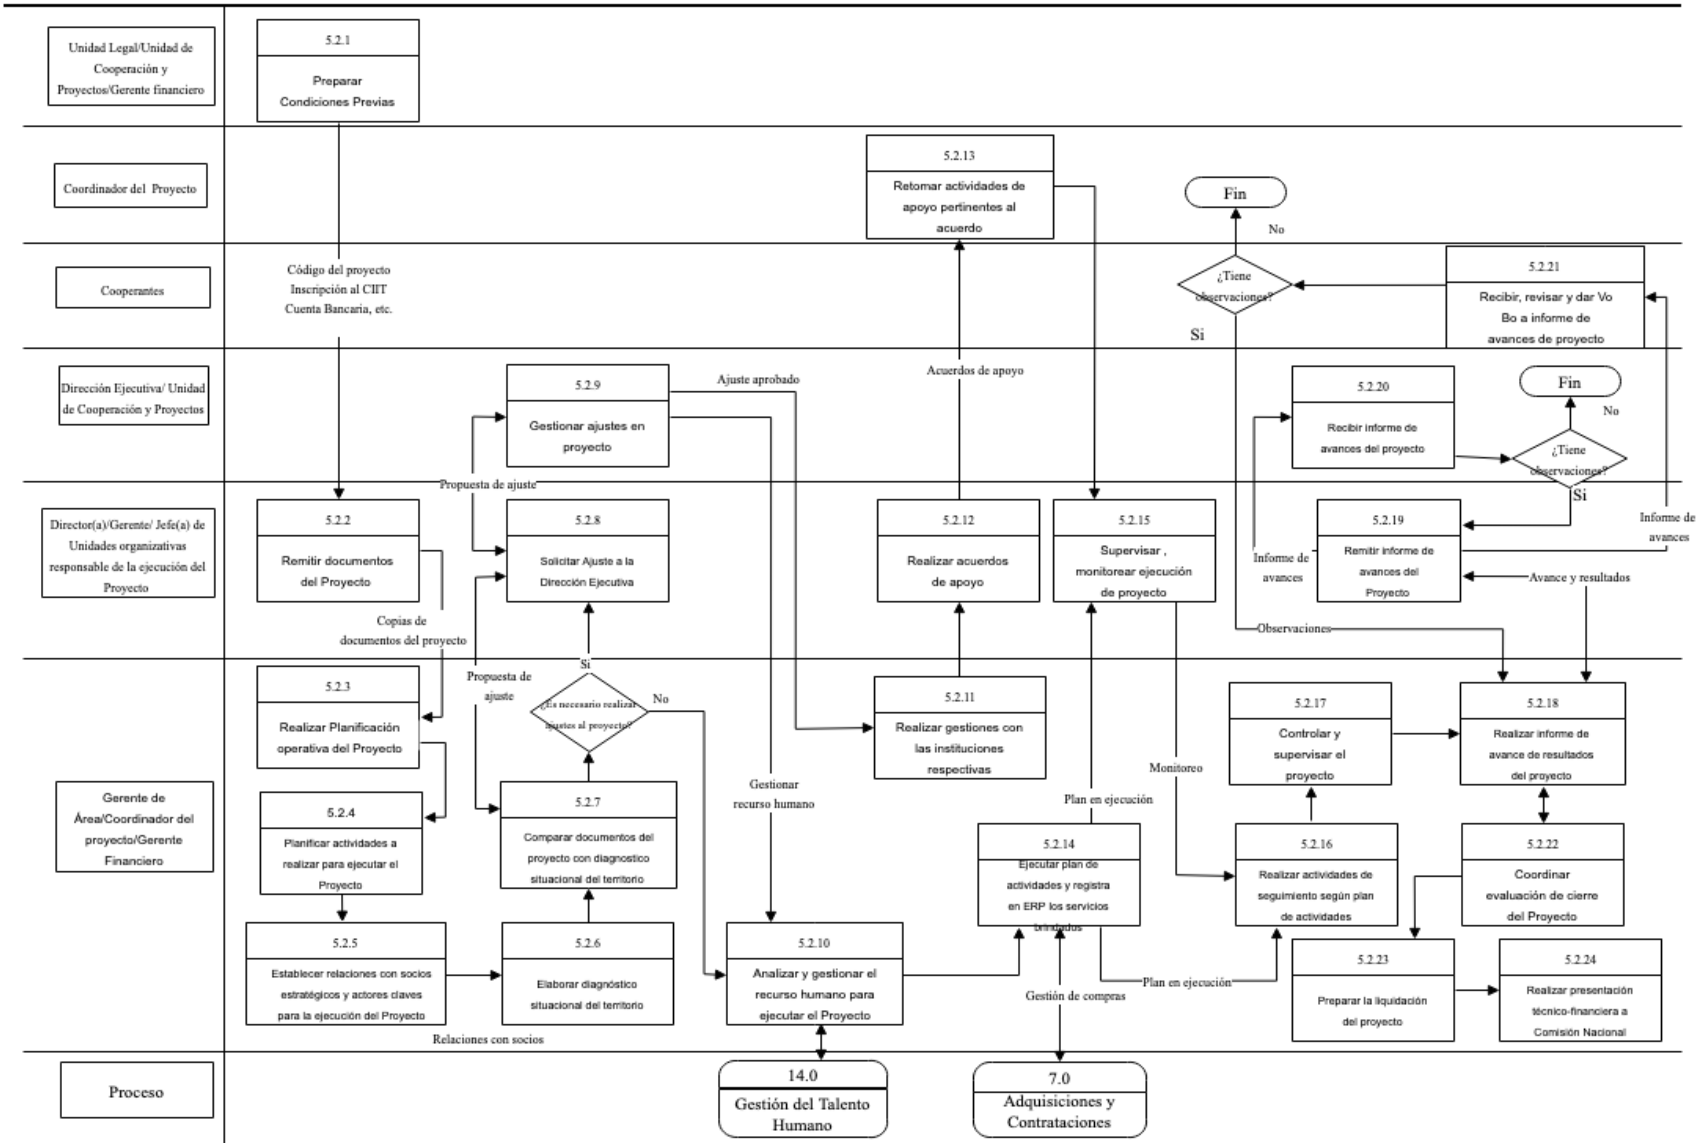 Unidad Legal/Unidad de
Cooperación y
Proyectos/Gerente financiero
5.2.1
Preparar
Condiciones Previas
Coordinador del Proyecto
5.2.13
Retomar actividades de
apoyo pertinentes al
acuerdo
Fin
No
Cooperantes
Código del proyecto
Inscripción al CIIT
Cuenta Bancaria, etc.
¿Tiene
observaciones?
Si
5.2.21
Recibir, revisar y dar Vo
Bo a informe de
avances de proyecto
Dirección Ejecutiva/ Unidad
de Cooperación y Proyectos
5.2.9
Gestionar ajustes en
proyecto
Ajuste aprobado
Acuerdos de apoyo
5.2.20
Recibir informe de
avances del proyecto
Fin
No
¿Tiene
observaciones?
Si
Propuesta de ajuste
Director(a)/Gerente/ Jefe(a) de
Unidades organizativas
responsable de la ejecución del
Proyecto
5.2.2
Remitir documentos
del Proyecto
5.2.8
Solicitar Ajuste a la
Dirección Ejecutiva
5.2.12
Realizar acuerdos
de apoyo
5.2.15
Supervisar ,
monitorear ejecución
de proyecto
Informe de
avances
5.2.19
Remitir informe de
avances del
Proyecto
Informe de
avances
Avance y resultados
Copias de
documentos del proyecto
Observaciones
Gerente de
Área/Coordinador del
proyecto/Gerente
Financiero
5.2.3
Realizar Planificación
operativa del Proyecto
Propuesta de
ajuste
Si
¿Es necesario realizar
ajustes al proyecto?
No
5.2.11
Realizar gestiones con
las instituciones
respectivas
5.2.17
Controlar y
supervisar el
proyecto
5.2.18
Realizar informe de
avance de resultados
del proyecto
Monitoreo
Gestionar
recurso humano
Plan en ejecución
5.2.4
Planificar actividades a
realizar para ejecutar el
Proyecto
5.2.7
Comparar documentos del
proyecto con diagnostico
situacional del territorio
5.2.14
Ejecutar plan de
actividades y registra
en ERP los servicios
brindados
5.2.16
Realizar actividades de
seguimiento según plan
de actividades
5.2.22
Coordinar
evaluación de cierre
del Proyecto
5.2.5
Establecer relaciones con socios
estratégicos y actores claves
para la ejecución del Proyecto
5.2.6
Elaborar diagnóstico
situacional del territorio
5.2.10
Analizar y gestionar el
recurso humano para
ejecutar el Proyecto
Gestión de compras
Plan en ejecución
5.2.23
Preparar la liquidación
del proyecto
5.2.24
Realizar presentación
técnico-financiera a
Comisión Nacional
Relaciones con socios
Proceso
14.0
Gestión del Talento
Humano
7.0
Adquisiciones y
Contrataciones